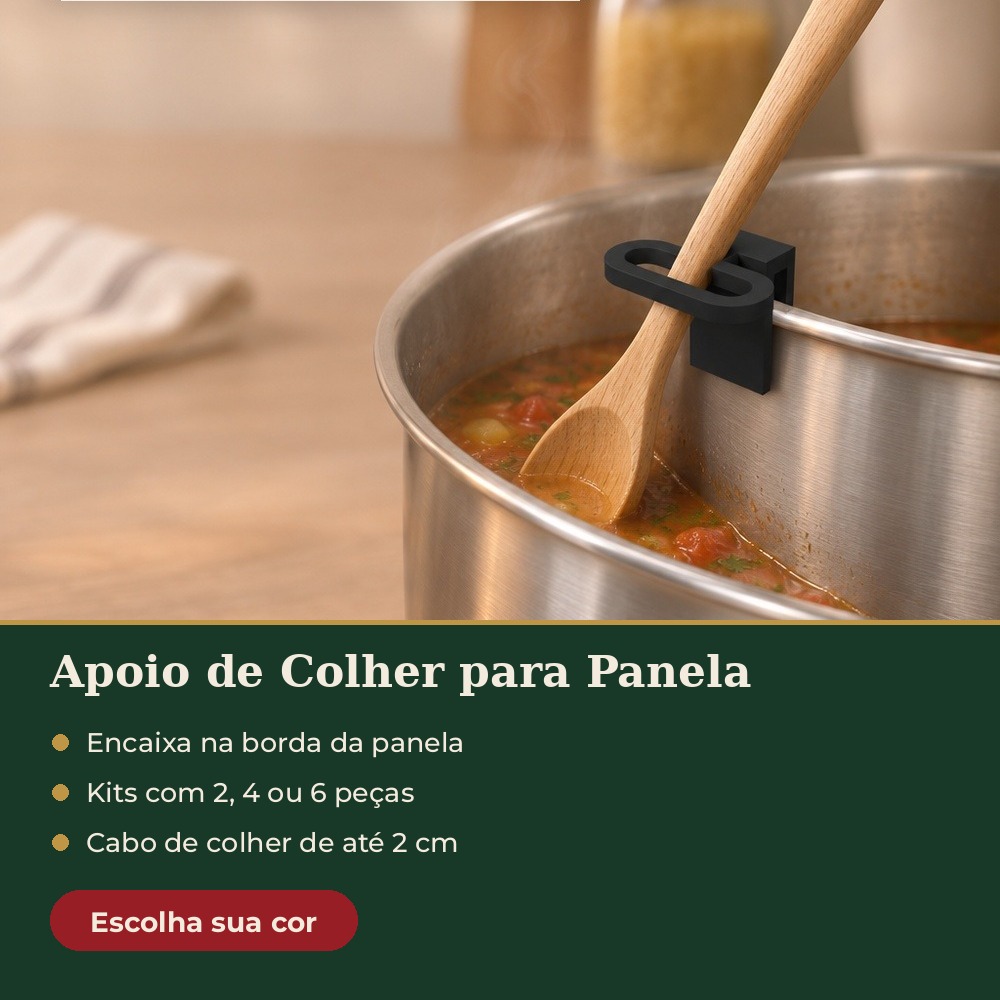 Apoio de Colher para Panela
Encaixa na borda da panela
Kits com 2, 4 ou 6 peças
Cabo de colher de até 2 cm
Escolha sua cor